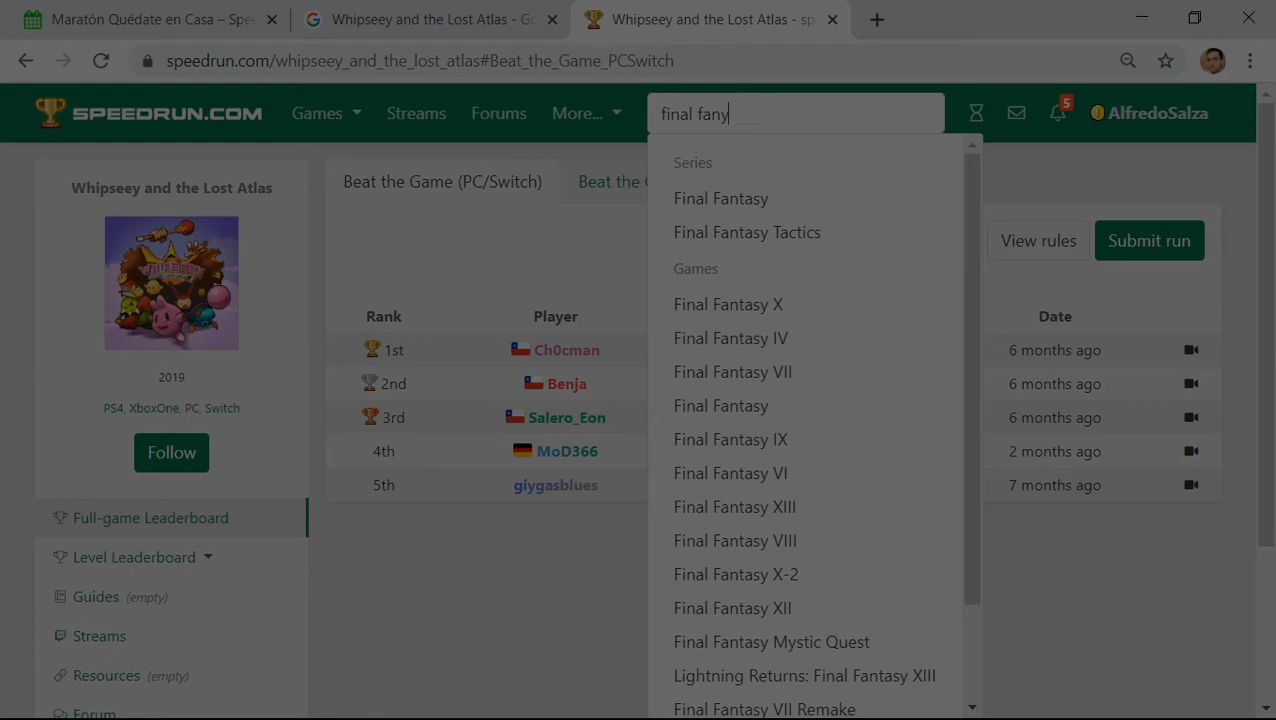 Maratón Quédate en Casa – Spe
Whipseey and the Lost Atlas - Go
Whipseey and the Lost Atlas - sp
speedrun.com/whipseey_and_the_lost_atlas#Beat_the_Game_PCSwitch
SPEEDRUN.COM
Games
Streams
Forums
More...
final fany
5
AlfredoSalza
Whipseey and the Lost Atlas
2019
PS4, XboxOne, PC, Switch
Follow
Full-game Leaderboard
Level Leaderboard
Guides (empty)
Streams
Resources (empty)
Forum
Beat the Game (PC/Switch)
Beat the G
View rules
Submit run
Rank Player Date
1st Ch0cman 6 months ago
2nd Benja 6 months ago
3rd Salero_Eon 6 months ago
4th MoD366 2 months ago
5th giygasblues 7 months ago
Series
Final Fantasy
Final Fantasy Tactics
Games
Final Fantasy X
Final Fantasy IV
Final Fantasy VII
Final Fantasy
Final Fantasy IX
Final Fantasy VI
Final Fantasy XIII
Final Fantasy VIII
Final Fantasy X-2
Final Fantasy XII
Final Fantasy Mystic Quest
Lightning Returns: Final Fantasy XIII
Final Fantasy VII Remake